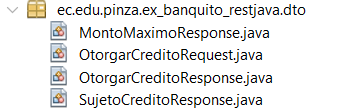 ec.edu.pinza.ex_banquito_restjava.dto
MontoMaximoResponse.java
OtorgarCreditoRequest.java
OtorgarCreditoResponse.java
SujetoCreditoResponse.java